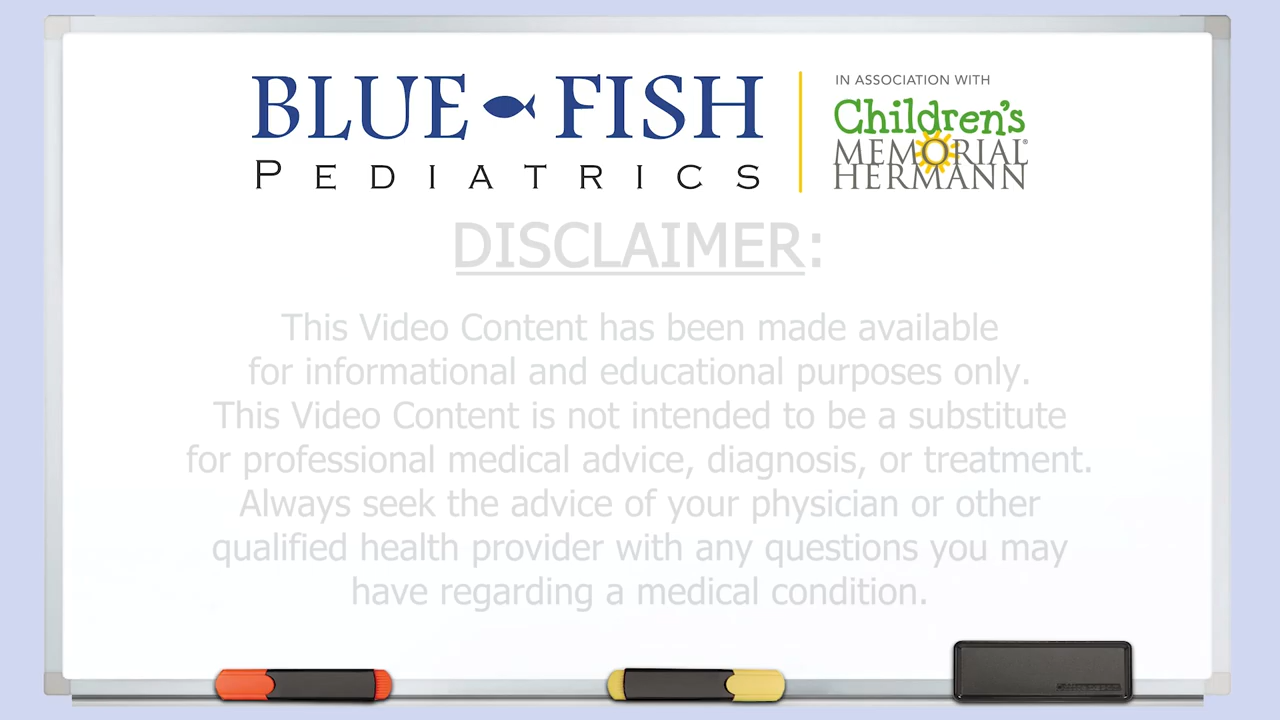 BLUE FISH
PEDIATRICS
IN ASSOCIATION WITH
Children's
MEMORIAL®
HERMANN
DISCLAIMER:
This Video Content has been made available
for informational and educational purposes only.
This Video Content is not intended to be a substitute
for professional medical advice, diagnosis, or treatment.
Always seek the advice of your physician or other
qualified health provider with any questions you may
have regarding a medical condition.